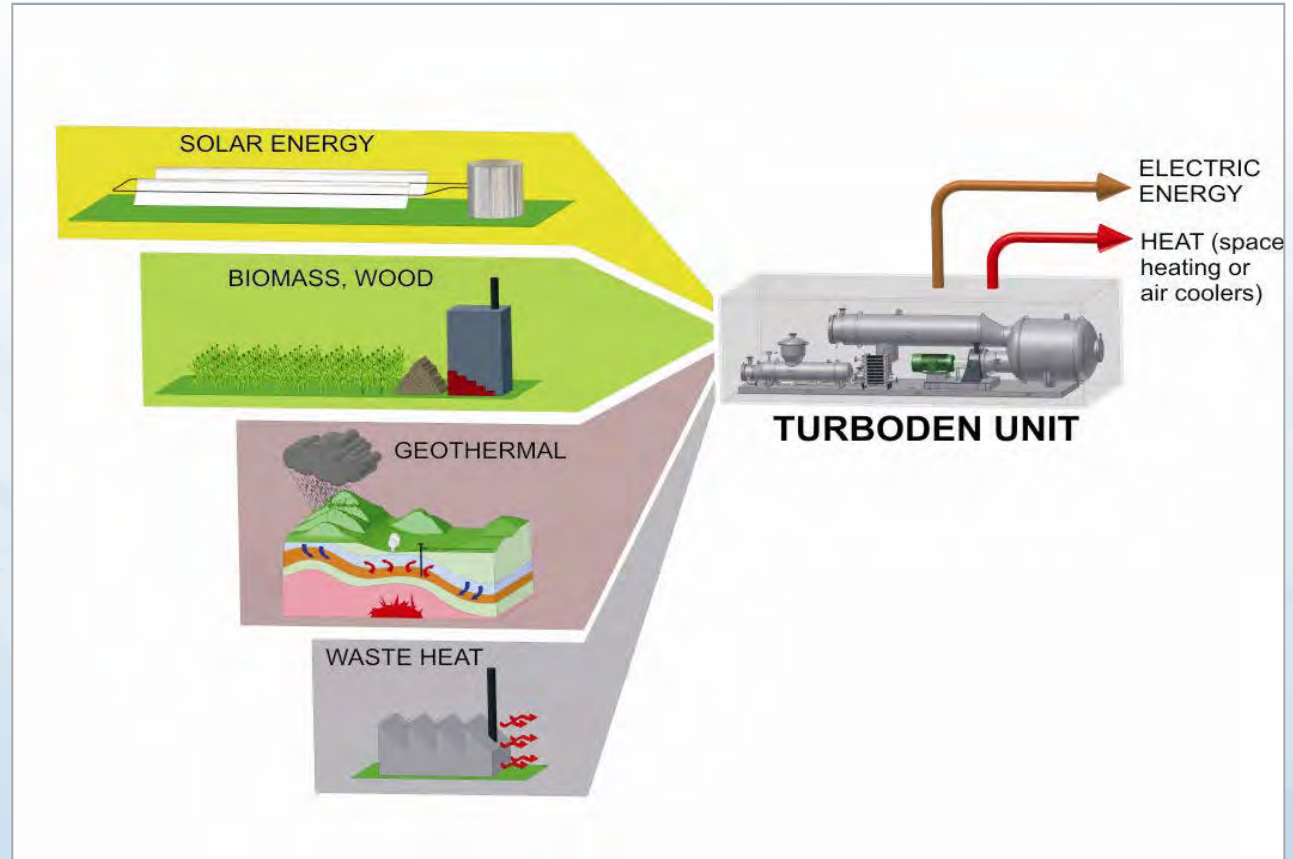 SOLAR ENERGY
BIOMASS, WOOD
GEOTHERMAL
WASTE HEAT
ELECTRIC
ENERGY
HEAT (space
heating or
air coolers)
TURBODEN UNIT